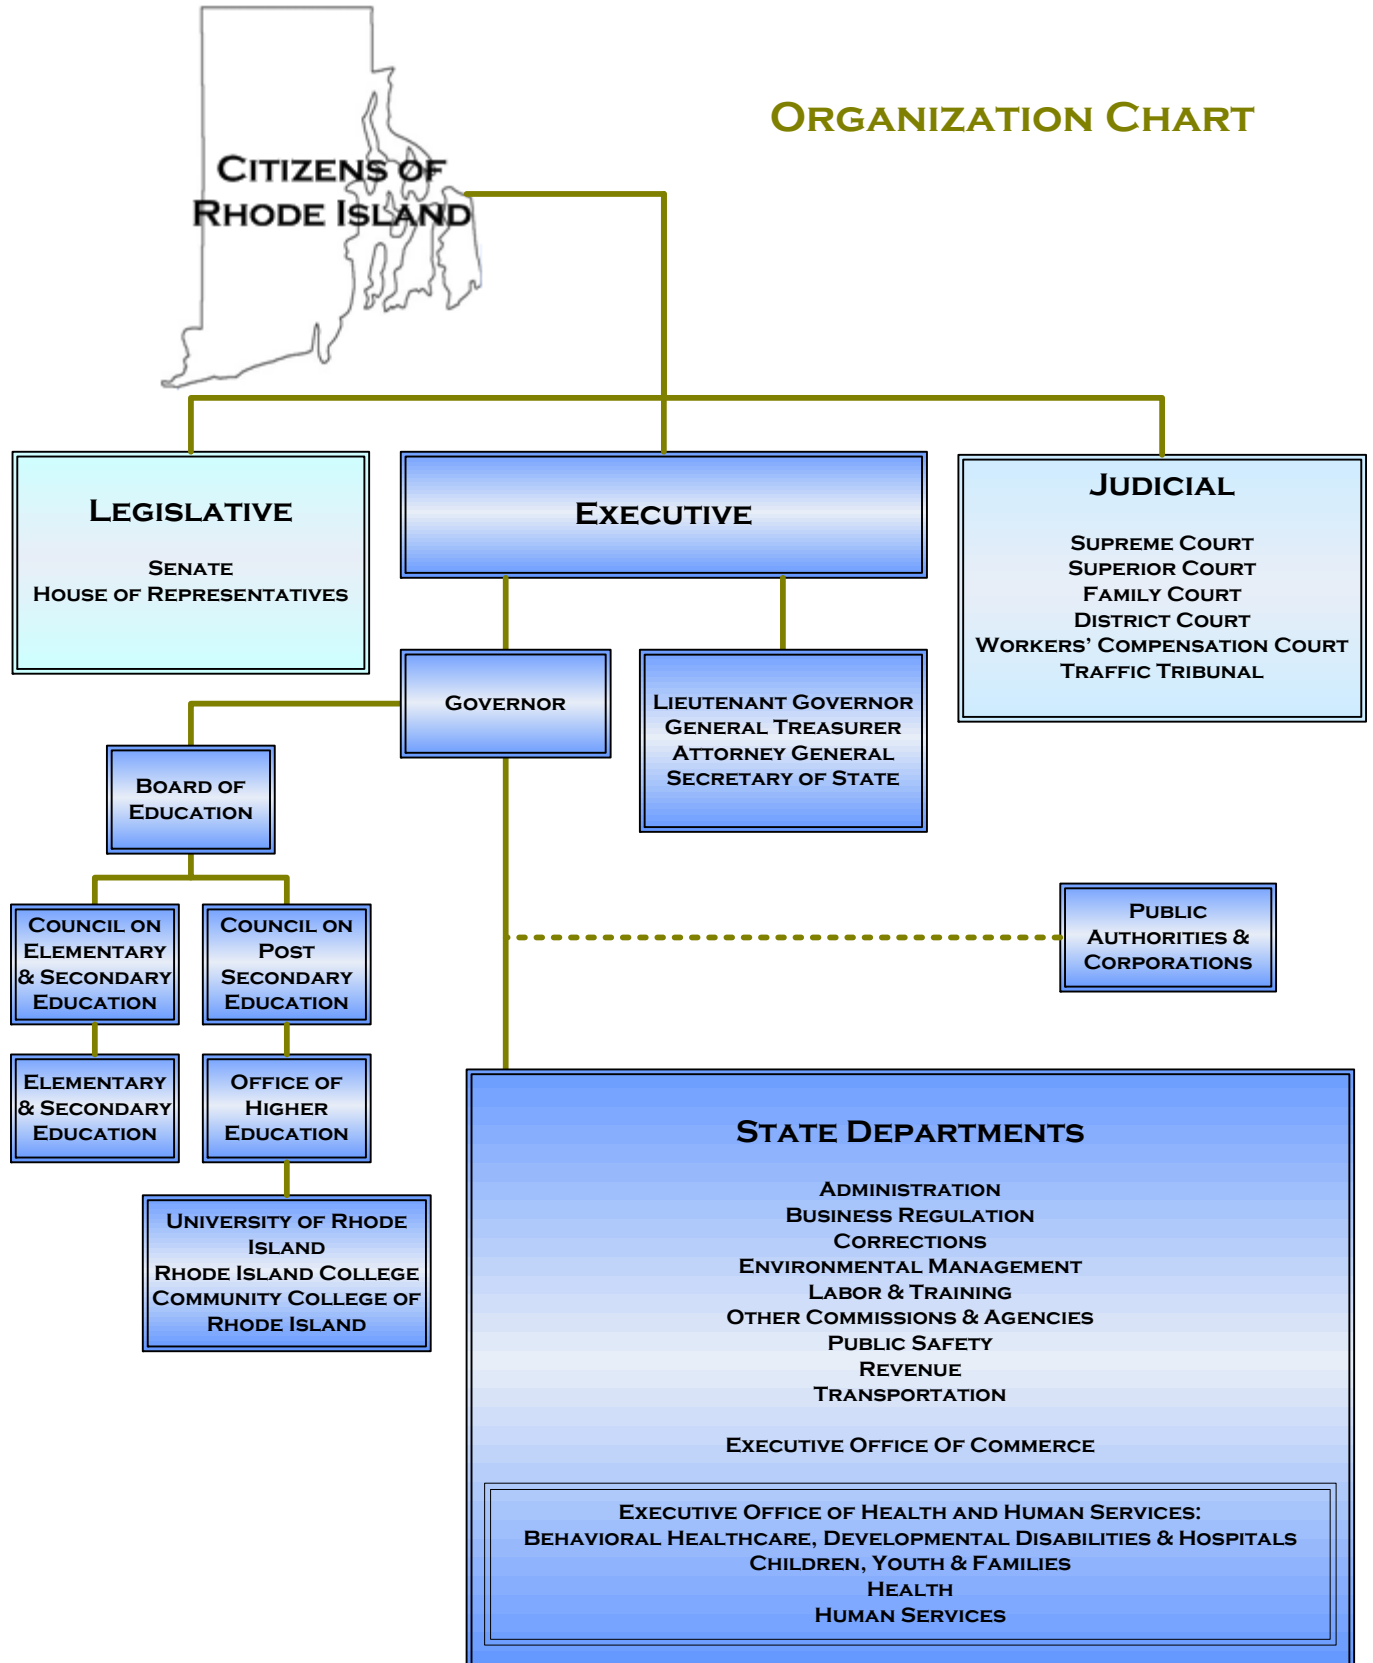 ORGANIZATION CHART
CITIZENS OF
RHODE ISLAND
LEGISLATIVE
SENATE
HOUSE OF REPRESENTATIVES
EXECUTIVE
JUDICIAL
SUPREME COURT
SUPERIOR COURT
FAMILY COURT
DISTRICT COURT
WORKERS’ COMPENSATION COURT
TRAFFIC TRIBUNAL
GOVERNOR
LIEUTENANT GOVERNOR
GENERAL TREASURER
ATTORNEY GENERAL
SECRETARY OF STATE
BOARD OF
EDUCATION
COUNCIL ON
ELEMENTARY
& SECONDARY
EDUCATION
COUNCIL ON
POST
SECONDARY
EDUCATION
PUBLIC
AUTHORITIES &
CORPORATIONS
ELEMENTARY
& SECONDARY
EDUCATION
OFFICE OF
HIGHER
EDUCATION
UNIVERSITY OF RHODE
ISLAND
RHODE ISLAND COLLEGE
COMMUNITY COLLEGE OF
RHODE ISLAND
STATE DEPARTMENTS
ADMINISTRATION
BUSINESS REGULATION
CORRECTIONS
ENVIRONMENTAL MANAGEMENT
LABOR & TRAINING
OTHER COMMISSIONS & AGENCIES
PUBLIC SAFETY
REVENUE
TRANSPORTATION
EXECUTIVE OFFICE OF COMMERCE
EXECUTIVE OFFICE OF HEALTH AND HUMAN SERVICES:
BEHAVIORAL HEALTHCARE, DEVELOPMENTAL DISABILITIES & HOSPITALS
CHILDREN, YOUTH & FAMILIES
HEALTH
HUMAN SERVICES